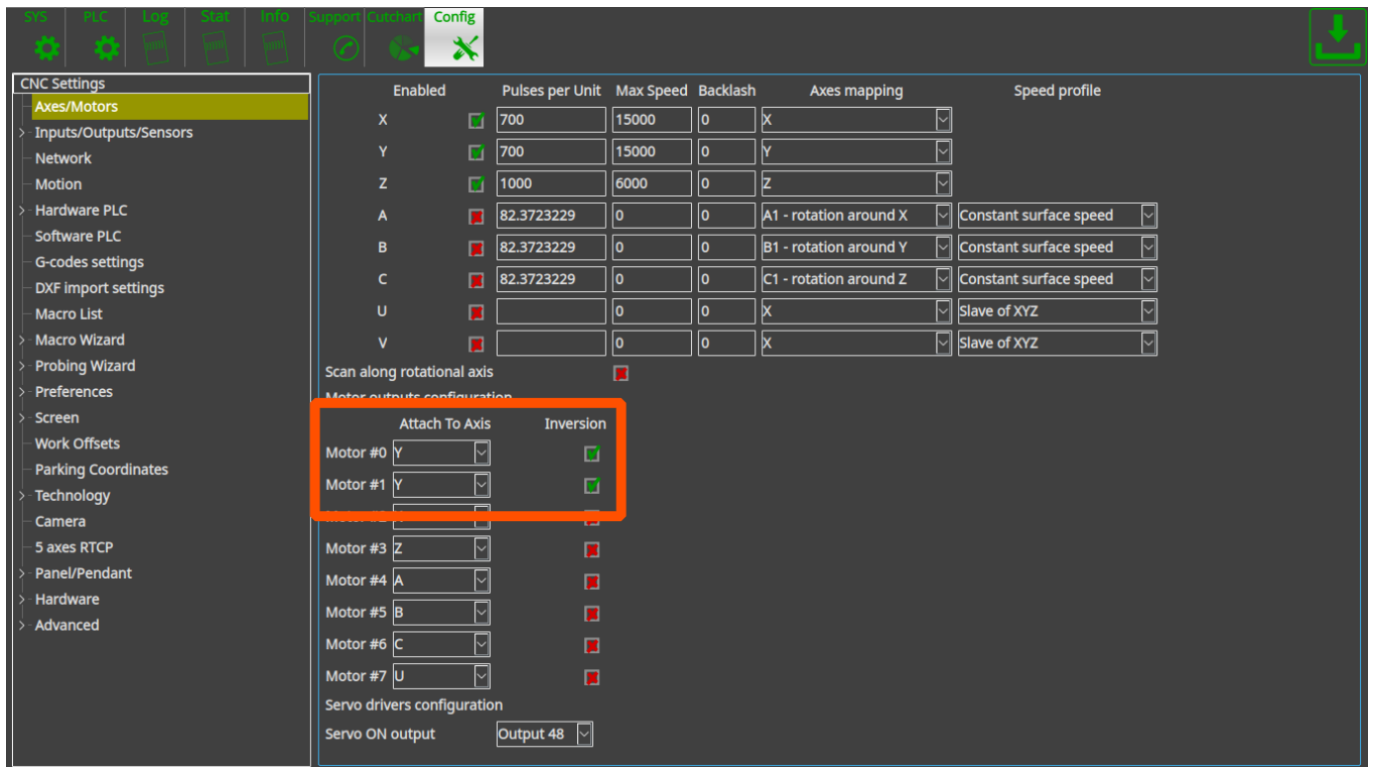 SYS PLC Log Stat Info Support Cutchart Config
CNC Settings
Axes/Motors
Inputs/Outputs/Sensors
Network
Motion
Hardware PLC
Software PLC
G-codes settings
DXF import settings
Macro List
Macro Wizard
Probing Wizard
Preferences
Screen
Work Offsets
Parking Coordinates
Technology
Camera
5 axes RTCP
Panel/Pendant
Hardware
Advanced
Enabled Pulses per Unit Max Speed Backlash Axes mapping Speed profile
X 700 15000 0 X
Y 700 15000 0 Y
Z 1000 6000 0 Z
A 82.3723229 0 0 A1 - rotation around X Constant surface speed
B 82.3723229 0 0 B1 - rotation around Y Constant surface speed
C 82.3723229 0 0 C1 - rotation around Z Constant surface speed
U 0 0 X Slave of XYZ
V 0 0 X Slave of XYZ
Scan along rotational axis
Motor outputs configuration
Attach To Axis Inversion
Motor #0 Y
Motor #1 Y
Motor #3 Z
Motor #4 A
Motor #5 B
Motor #6 C
Motor #7 U
Servo drivers configuration
Servo ON output Output 48